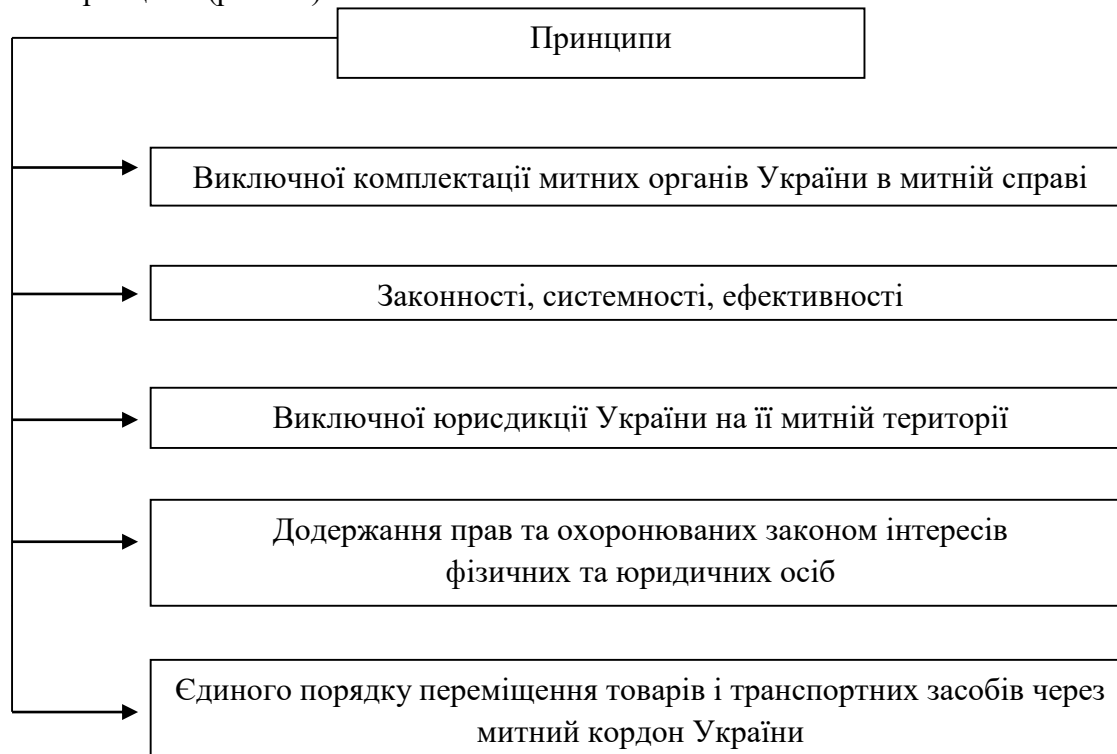 Принципи
Виключної комплектації митних органів України в митній справі
Законності, системності, ефективності
Виключної юрисдикції України на її митній території
Додержання прав та охоронюваних законом інтересів
фізичних та юридичних осіб
Єдиного порядку переміщення товарів і транспортних засобів через
митний кордон України